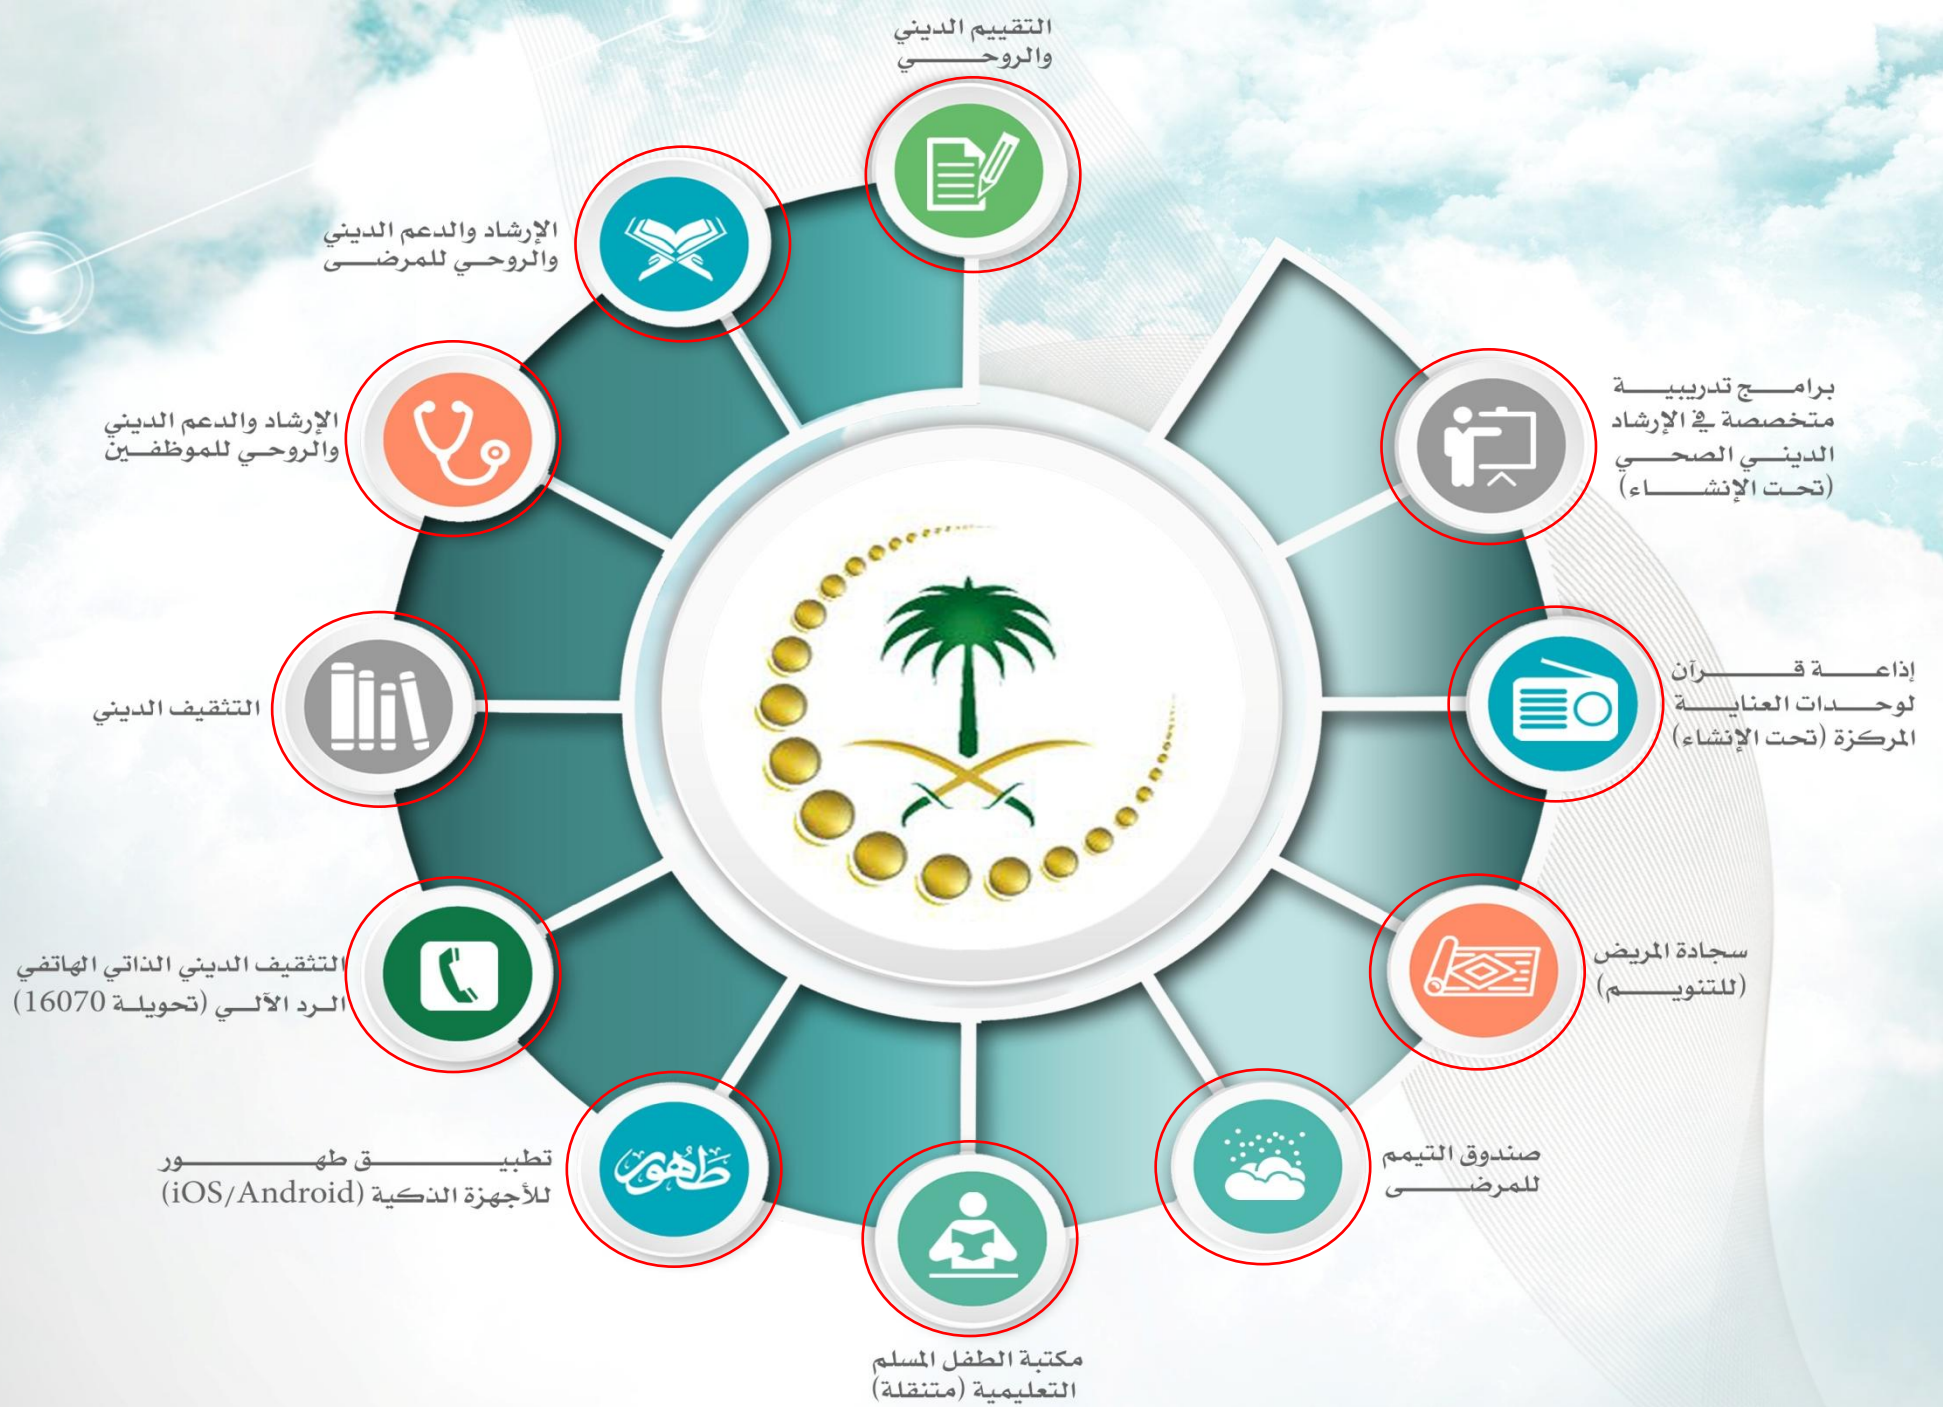 التقييم الديني
والروحي
الإرشاد والدعم الديني
والروحي للمرضى
الإرشاد والدعم الديني
والروحي للموظفين
التثقيف الديني
التثقيف الديني الذاتي الهاتفي
الرد الآلي (تحويلة 16070)
تطبيق طهور
للأجهزة الذكية (iOS/Android)
طَهُور
مكتبة الطفل المسلم
التعليمية (متنقلة)
صندوق التيمم
للمرضى
سجادة المريض
(للتنويم)
إذاعة قرآن
لوحدات العناية
المركزة (تحت الإنشاء)
برامج تدريبية
متخصصة في الإرشاد
الديني الصحي
(تحت الإنشاء)